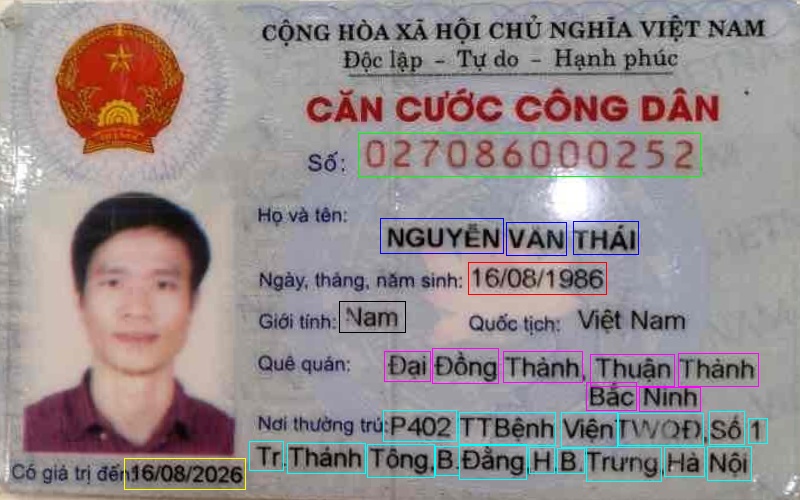 CỘNG HÒA XÃ HỘI CHỦ NGHĨA VIỆT NAM
Độc lập - Tự do - Hạnh phúc
CĂN CƯỚC CÔNG DÂN
Số: 027086000252
Họ và tên:
NGUYỄN VĂN THÁI
Ngày, tháng, năm sinh: 16/08/1986
Giới tính: Nam Quốc tịch: Việt Nam
Quê quán: Đại Đồng Thành, Thuận Thành
Bắc Ninh
Nơi thường trú: P402 TTBệnh Viện TWQĐ, Số 1
Tr.Thánh Tông, B.Đằng, H.B.Trưng, Hà Nội
Có giá trị đến 16/08/2026